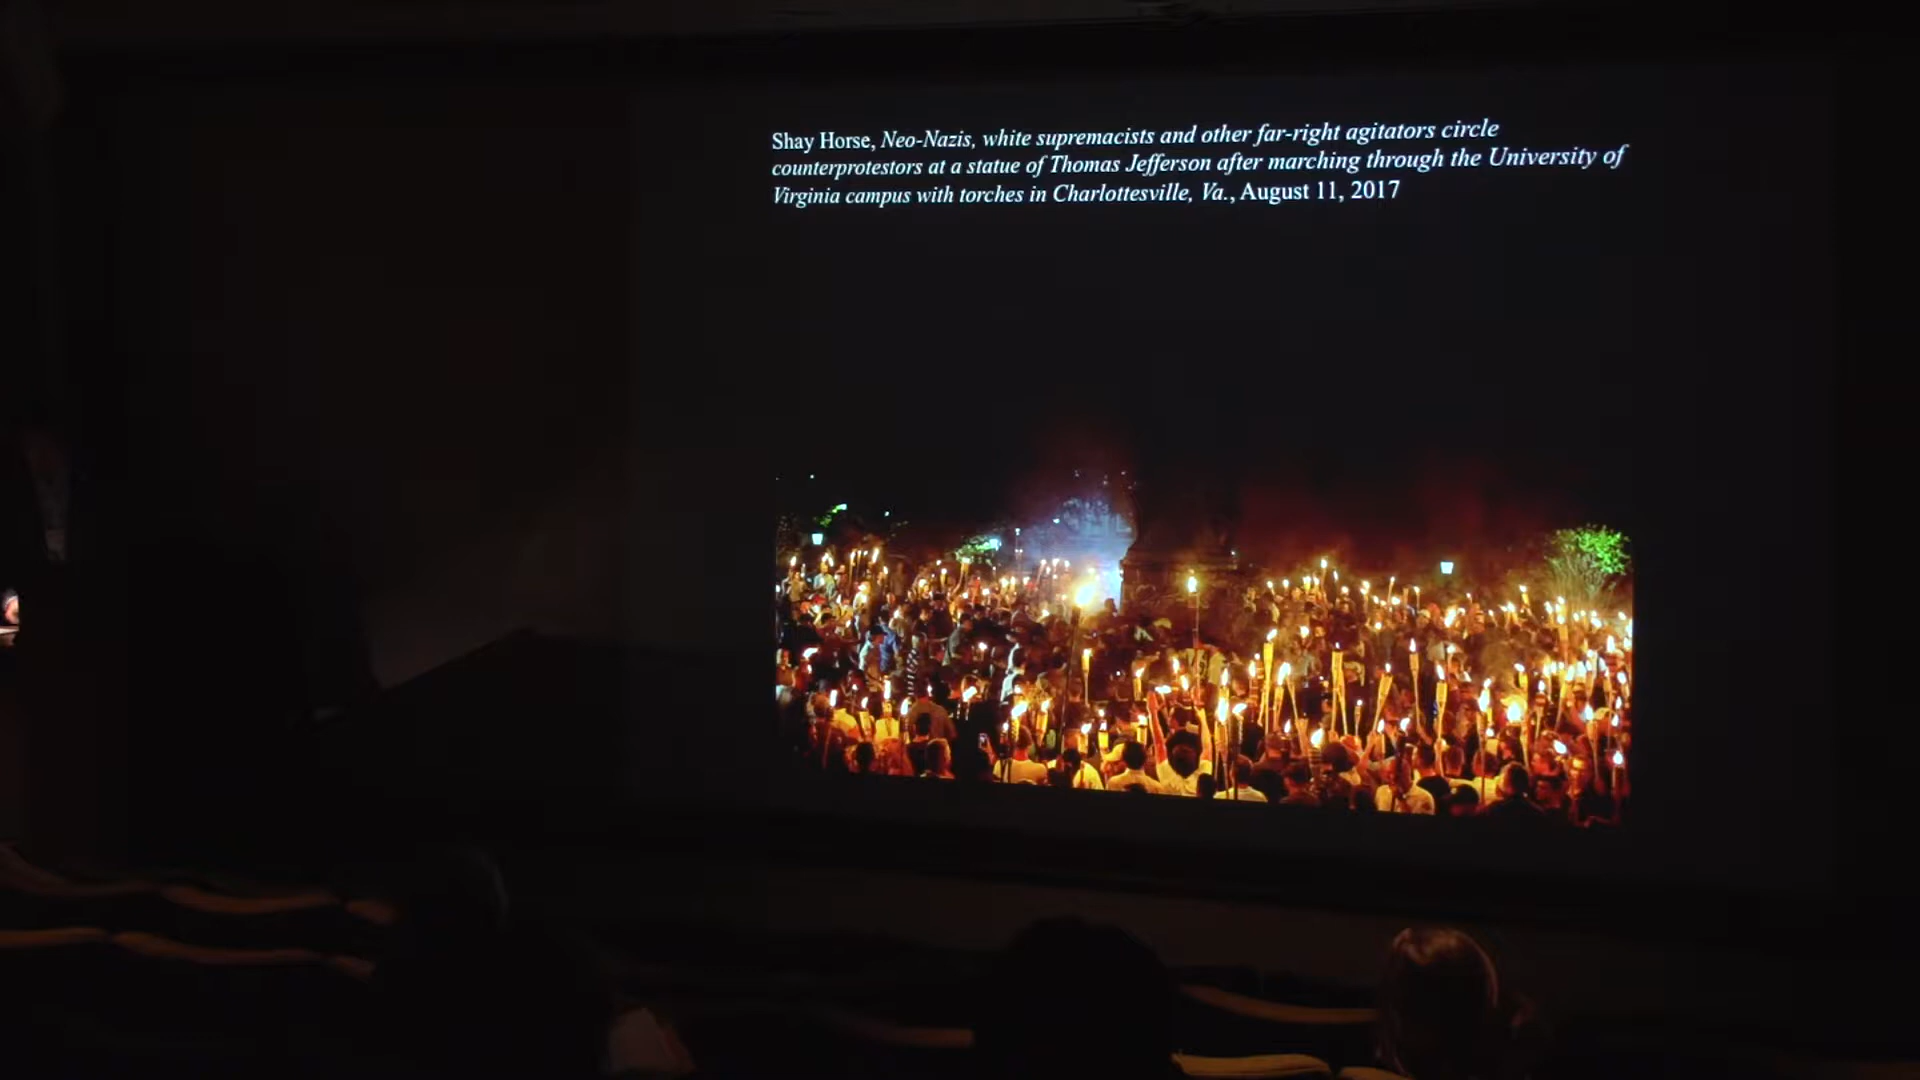 Shay Horse, Neo-Nazis, white supremacists and other far-right agitators circle
counterprotestors at a statue of Thomas Jefferson after marching through the University of
Virginia campus with torches in Charlottesville, Va., August 11, 2017